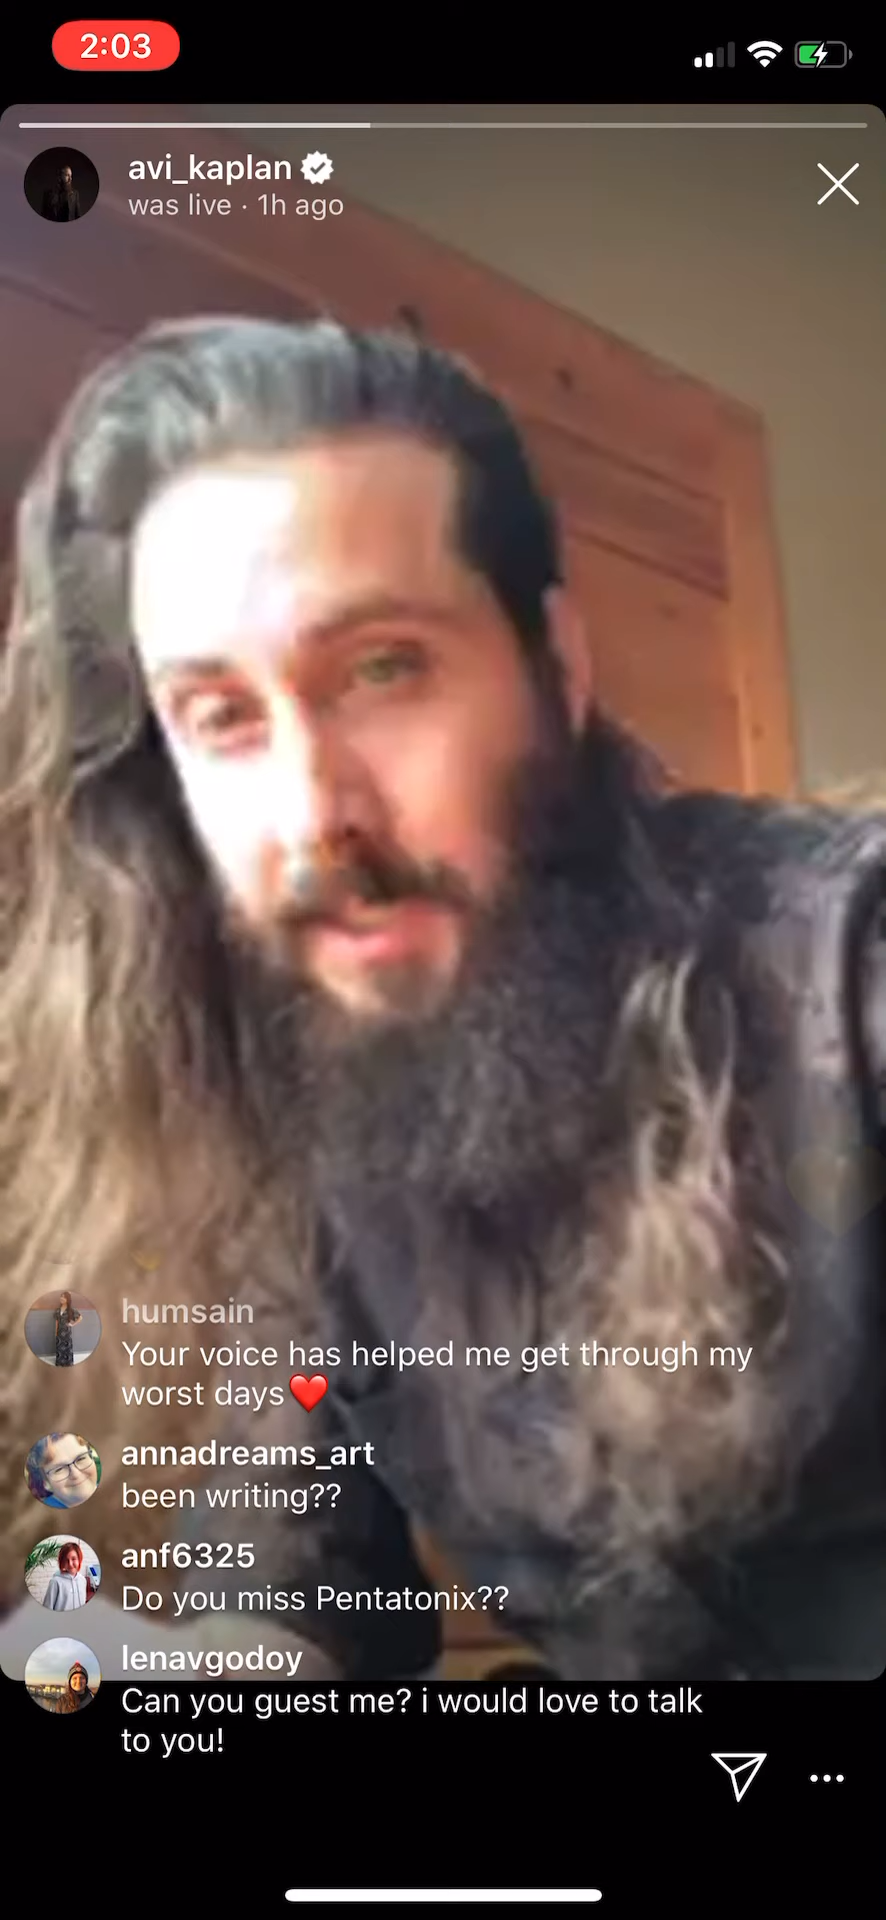 2:03
avi_kaplan
was live · 1h ago
humsain
Your voice has helped me get through my
worst days❤️
annadreams_art
been writing??
anf6325
Do you miss Pentatonix??
lenavgodoy
Can you guest me? i would love to talk
to you!